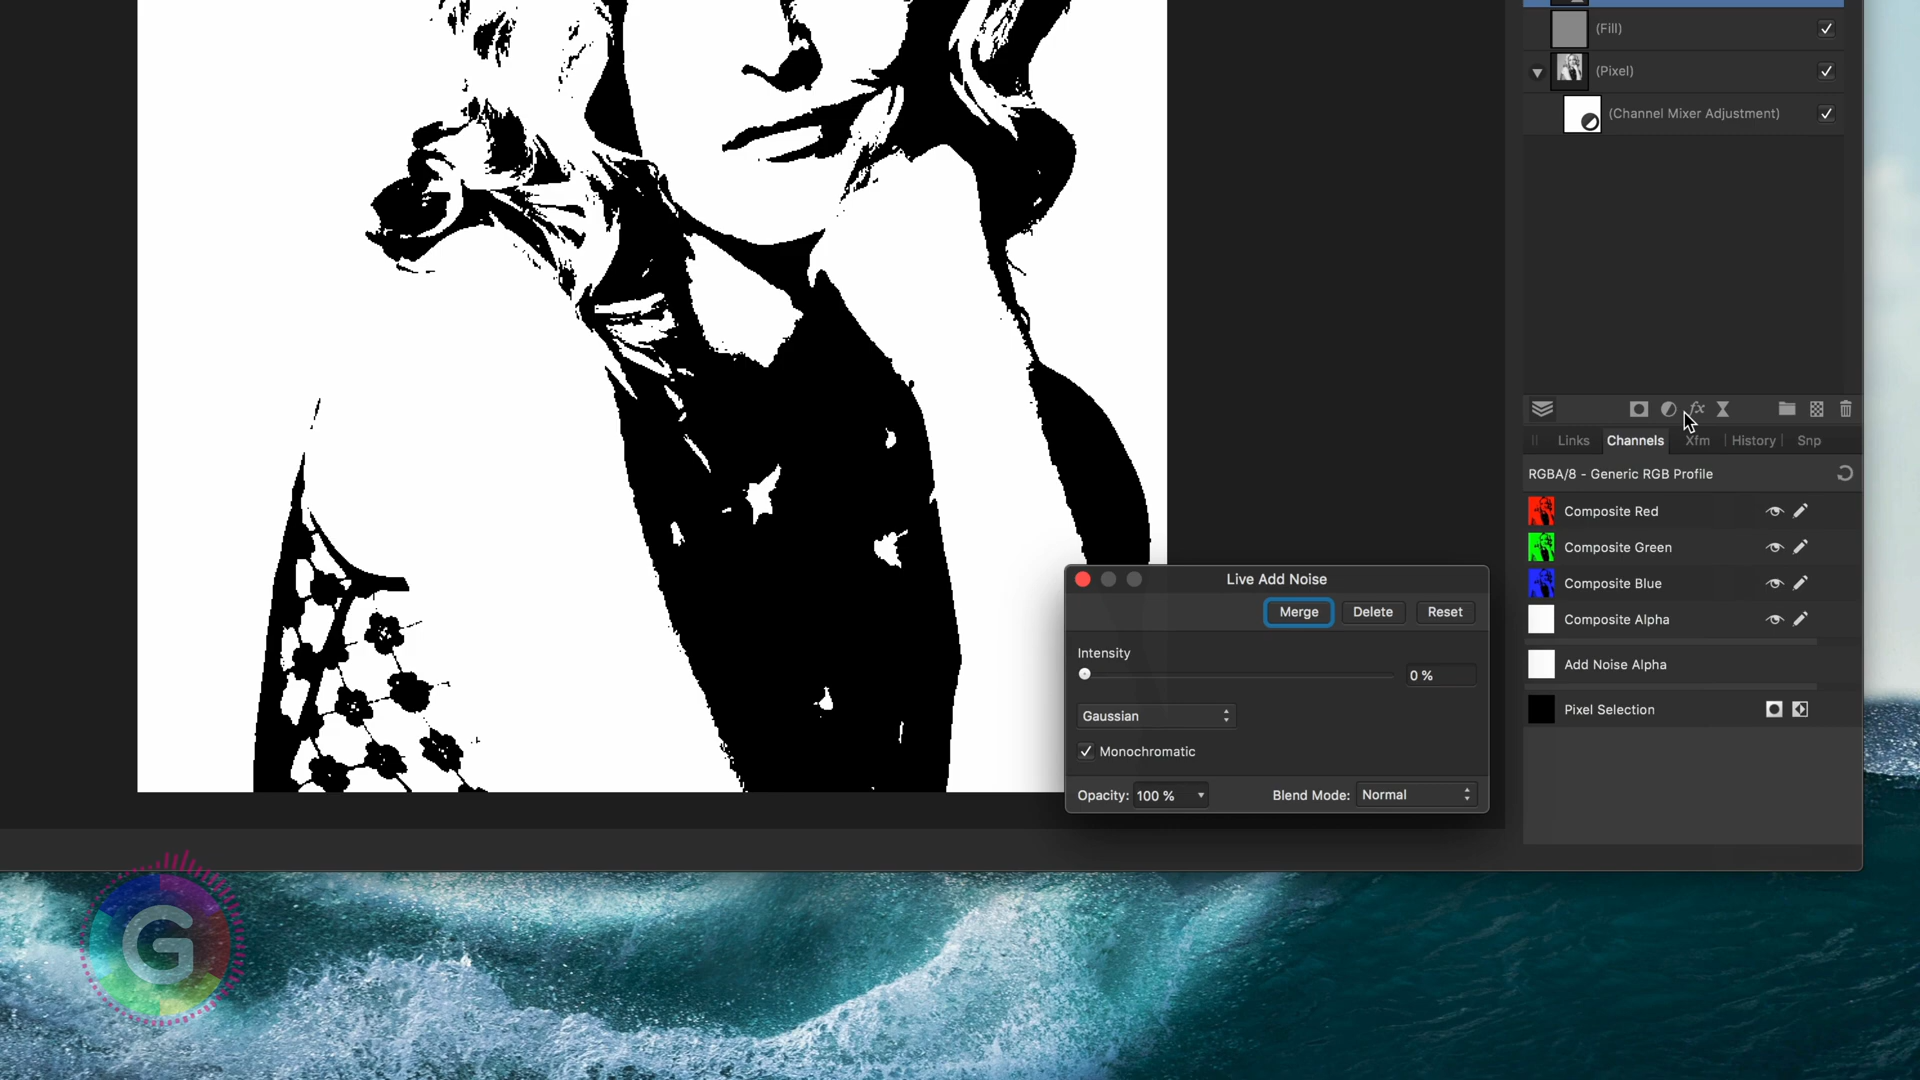 (Fill)
(Pixel)
(Channel Mixer Adjustment)
fx
Links
Channels
Xfm
History
Snp
RGBA/8 - Generic RGB Profile
Composite Red
Composite Green
Composite Blue
Composite Alpha
Add Noise Alpha
Pixel Selection
Live Add Noise
Merge
Delete
Reset
Intensity
0 %
Gaussian
Monochromatic
Opacity: 100 %
Blend Mode: Normal
G